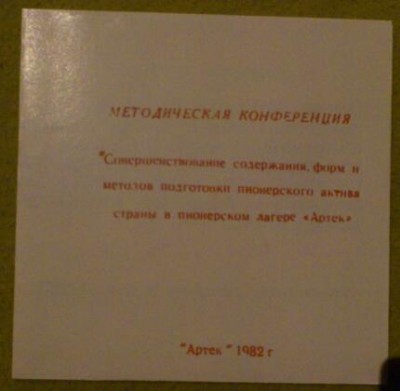 МЕТОДИЧЕСКАЯ КОНФЕРЕНЦИЯ
"Совершенствование содержания, форм и
методов подготовки пионерского актива
страны в пионерском лагере «Артек»
"Артек" 1982 г